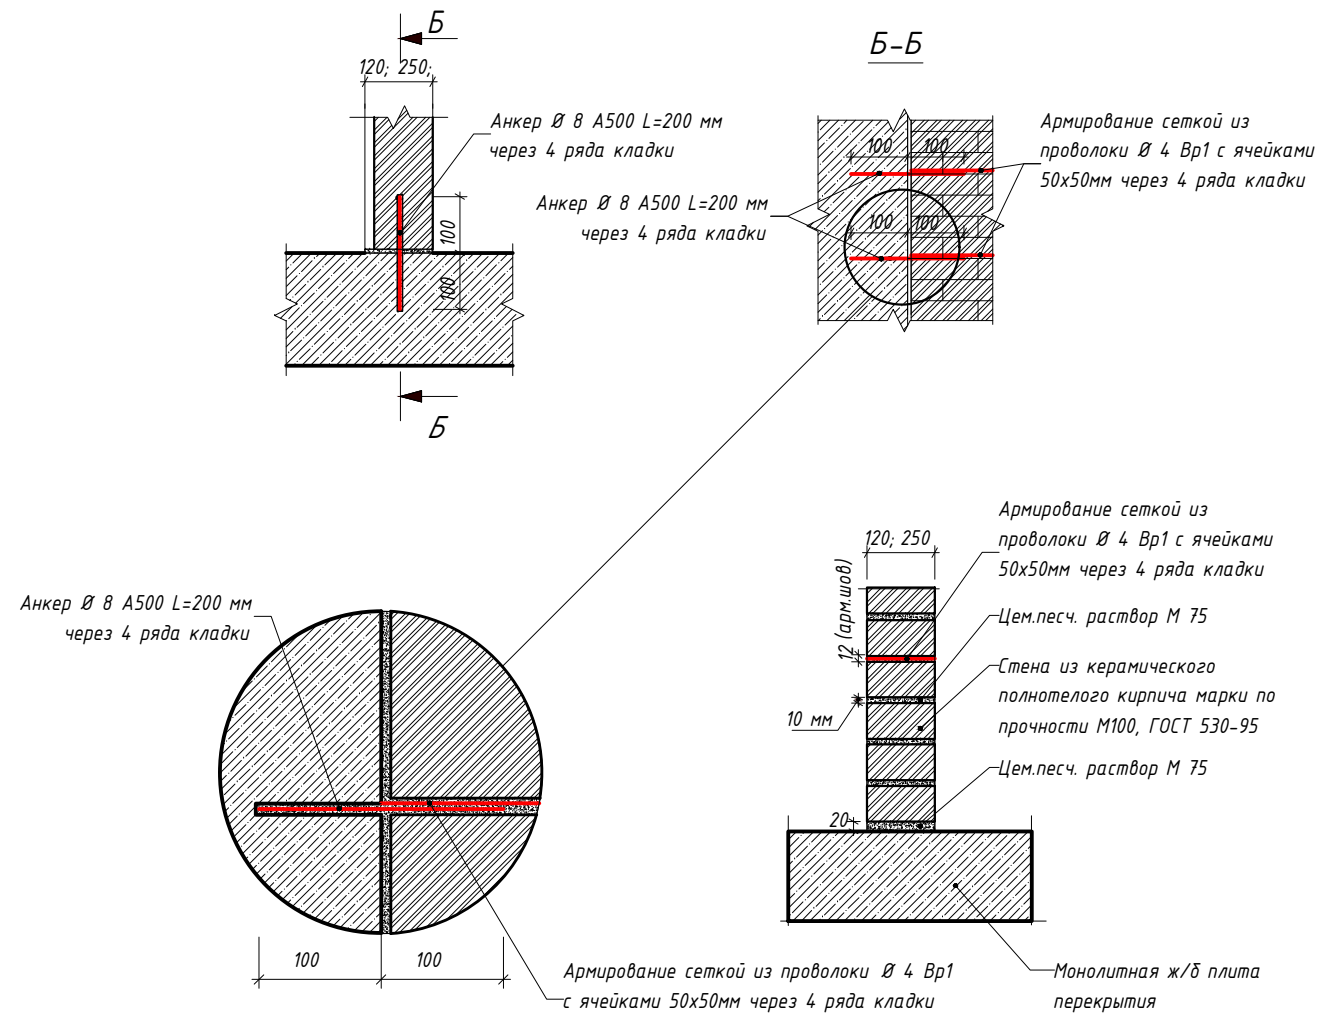 Б
120; 250;
Анкер Ø 8 А500 L=200 мм
через 4 ряда кладки
100
100
Б
Б-Б
100
100
100
100
Армирование сеткой из
проволоки Ø 4 Вр1 с ячейками
50х50мм через 4 ряда кладки
Анкер Ø 8 А500 L=200 мм
через 4 ряда кладки
Анкер Ø 8 А500 L=200 мм
через 4 ряда кладки
100
100
Армирование сеткой из проволоки Ø 4 Вр1
с ячейками 50х50мм через 4 ряда кладки
120; 250
12 (арм.шов)
10 мм
20
Армирование сеткой из
проволоки Ø 4 Вр1 с ячейками
50х50мм через 4 ряда кладки
Цем.песч. раствор М 75
Стена из керамического
полнотелого кирпича марки по
прочности М100, ГОСТ 530-95
Цем.песч. раствор М 75
Монолитная ж/б плита
перекрытия